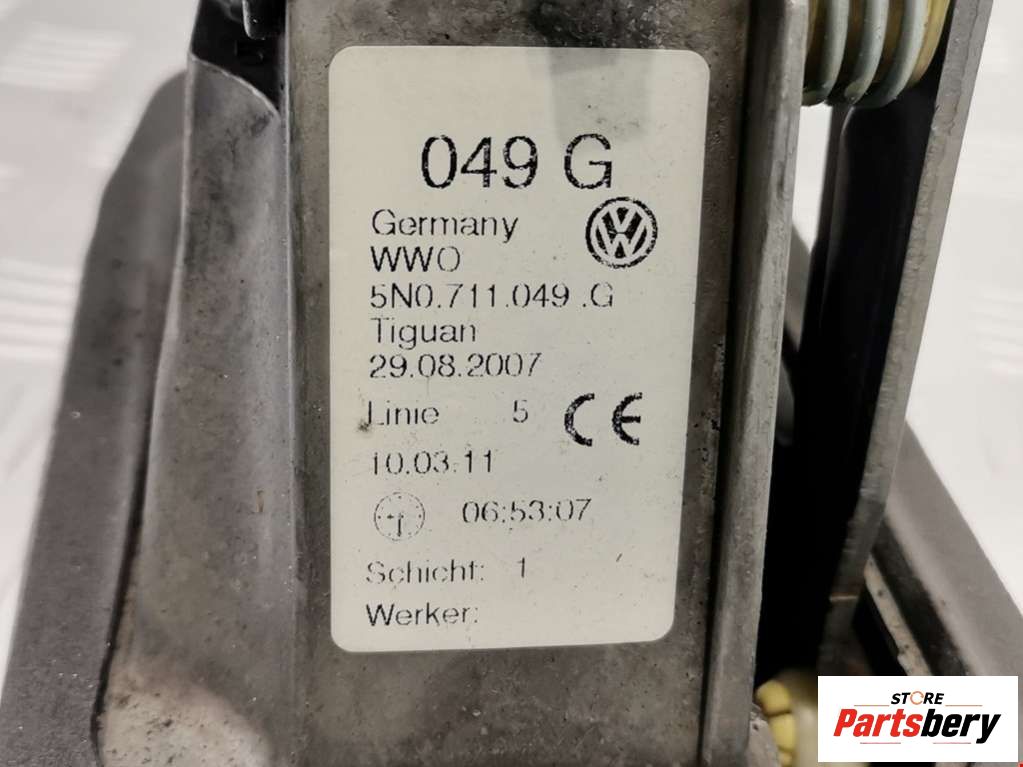 049 G
Germany
WWO
5N0.711.049 .G
Tiguan
29.08.2007
Linie 5 CE
10.03.11
06:53:07
Schicht: 1
Werker:
STORE
Partsbery